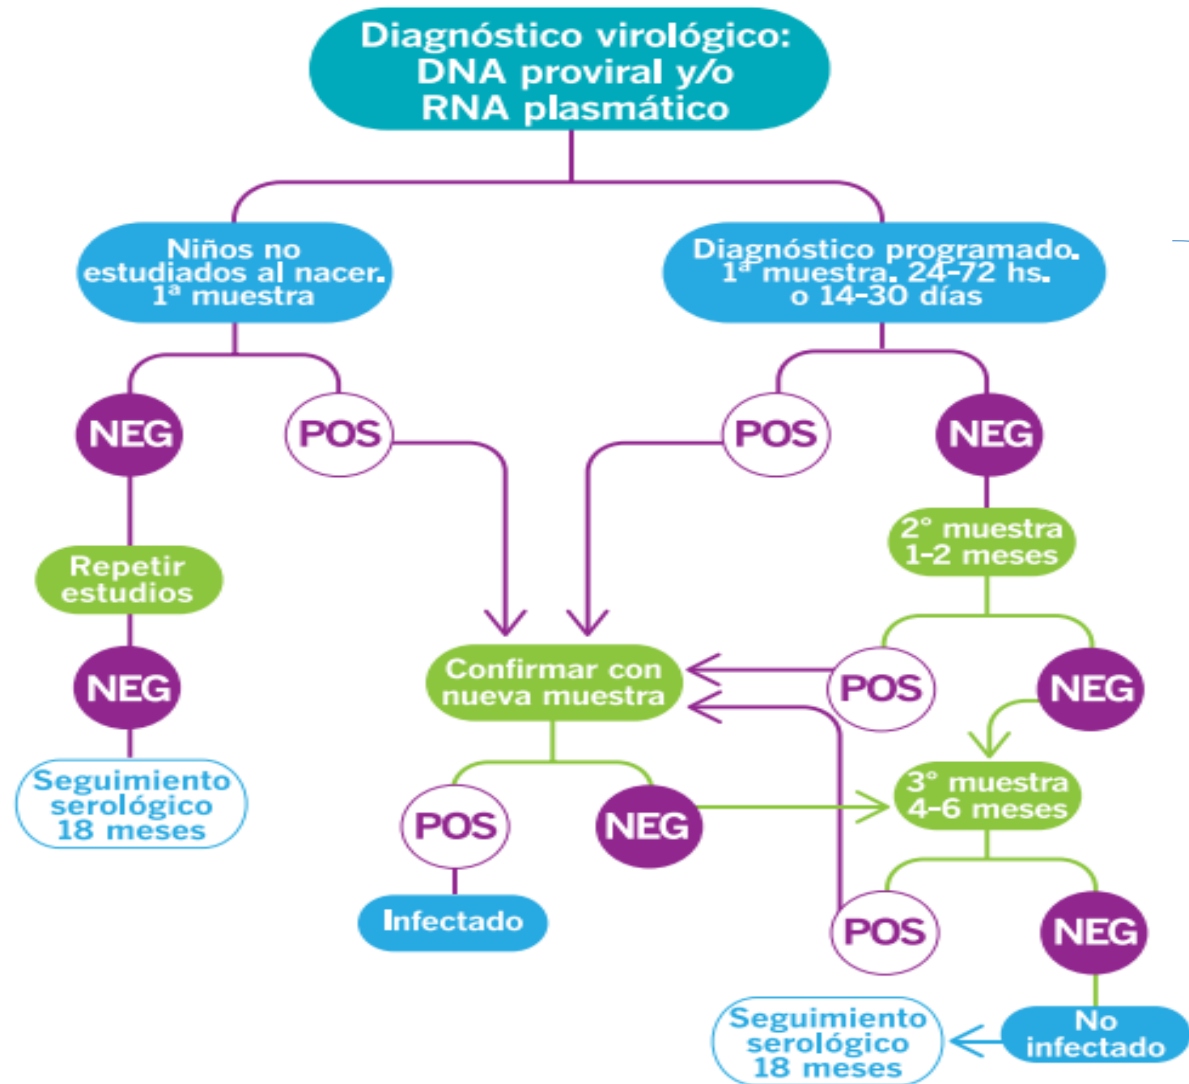 Diagnóstico virológico:
DNA proviral y/o
RNA plasmático
Niños no
estudiados al nacer.
1ª muestra
Diagnóstico programado.
1ª muestra. 24-72 hs.
o 14-30 días
NEG
POS
POS
NEG
2° muestra
1-2 meses
Repetir
estudios
NEG
Confirmar con
nueva muestra
POS
NEG
Seguimiento
serológico
18 meses
POS
NEG
3° muestra
4-6 meses
Infectado
POS
NEG
Seguimiento
serológico
18 meses
No
infectado